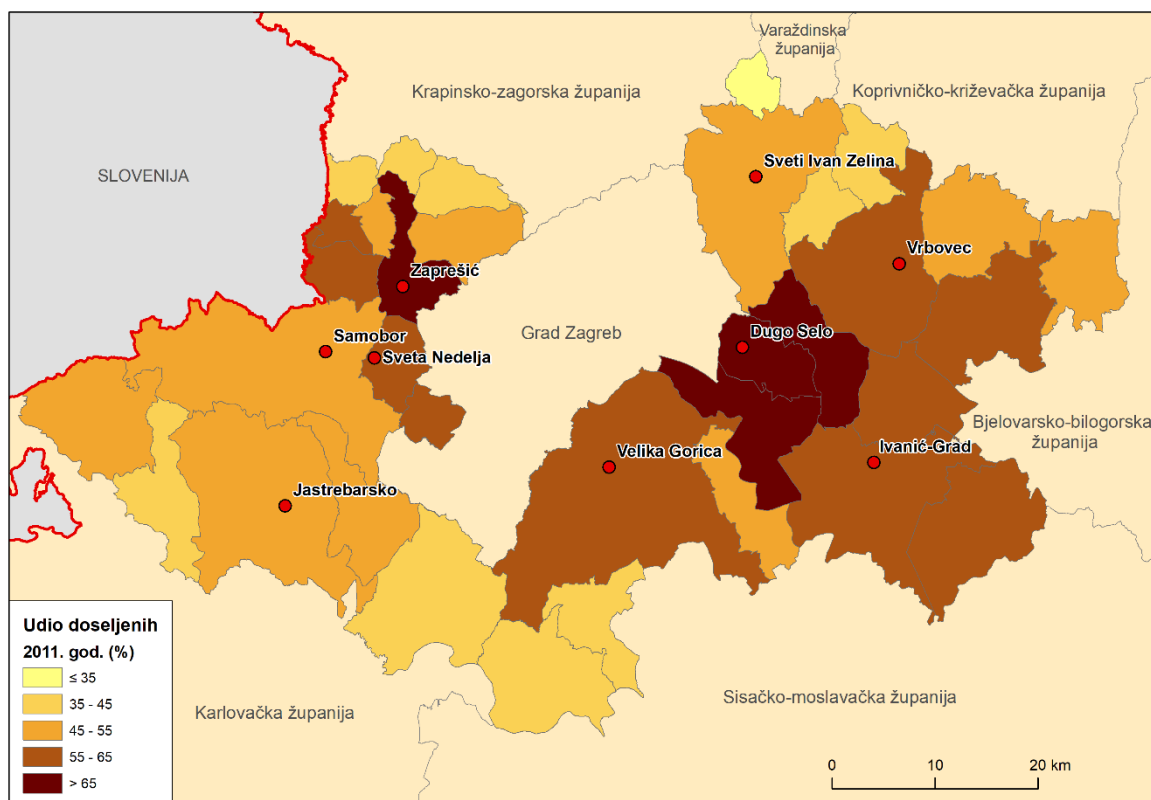 Varaždinska
županija
Krapinsko-zagorska županija
Koprivničko-križevačka županija
SLOVENIJA
Sveti Ivan Zelina
Vrbovec
Zaprešić
Samobor
Sveta Nedelja
Grad Zagreb
Dugo Selo
Bjelovarsko-bilogorska
županija
Velika Gorica
Ivanić-Grad
Jastrebarsko
Udio doseljenih
2011. god. (%)
≤ 35
35 - 45
45 - 55
55 - 65
> 65
Karlovačka županija
Sisačko-moslavačka županija
0 10 20 km